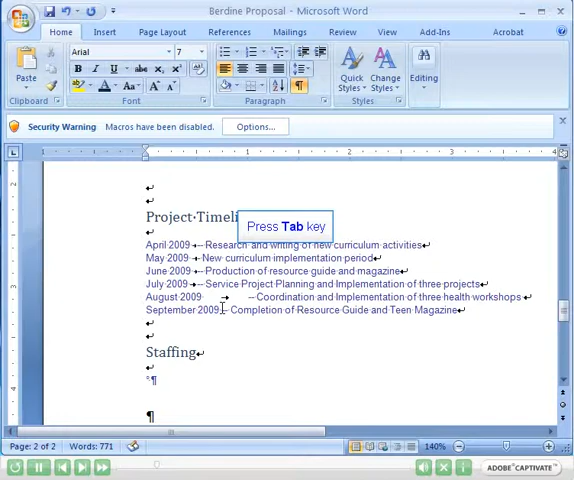 Berdine Proposal - Microsoft Word
Home Insert Page Layout References Mailings Review View Add-Ins Acrobat
Arial 7
Paste
Quick Styles
Change Styles
Editing
Clipboard Font Paragraph Styles
Security Warning Macros have been disabled. Options...
Project·Timeli
Press Tab key
April 2009 -- Research and writing of new curriculum activities
May 2009 -- New curriculum implementation period
June 2009 -- Production of resource guide and magazine
July 2009 -- Service Project Planning and Implementation of three projects
August 2009 -- Coordination and Implementation of three health workshops
September 2009 -- Completion of Resource Guide and Teen Magazine
Staffing
Page: 2 of 2 Words: 771 140%
ADOBE® CAPTIVATE™